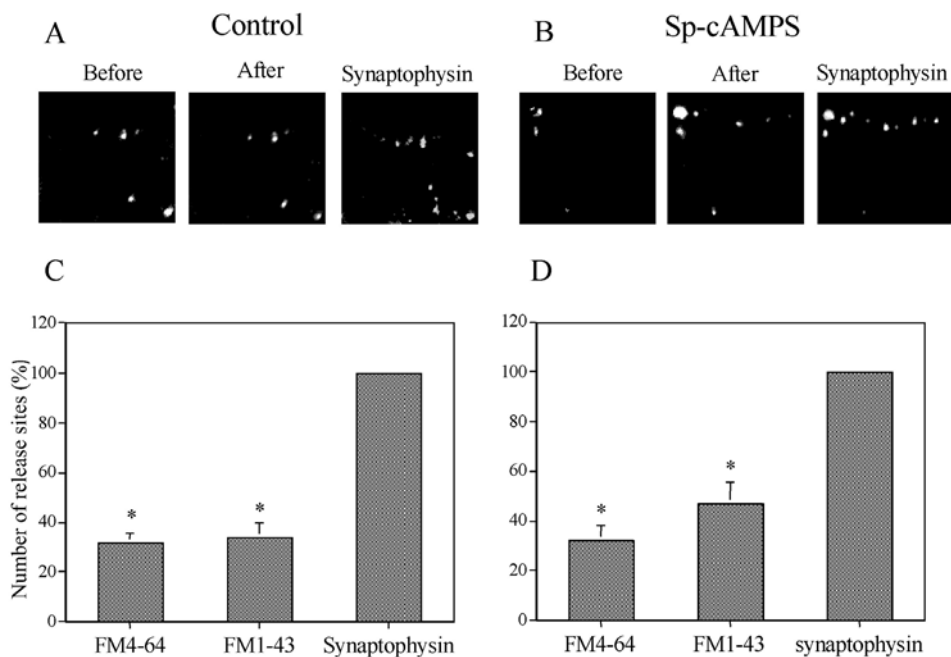 A
Control
B
Sp-cAMPS
Before
After
Synaptophysin
Before
After
Synaptophysin
C
D
Number of release sites (%)
120
100
80
60
40
20
0
*
*
FM4-64
FM1-43
Synaptophysin
120
100
80
60
40
20
0
*
*
FM4-64
FM1-43
synaptophysin